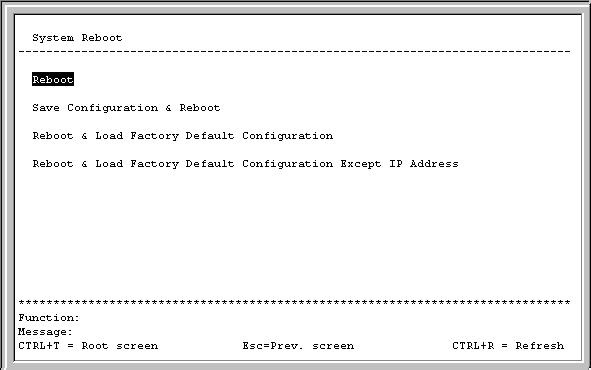 System Reboot
--------------------------------------------------------------------------------
Reboot
Save Configuration & Reboot
Reboot & Load Factory Default Configuration
Reboot & Load Factory Default Configuration Except IP Address
*******************************************************************************
Function:
Message:
CTRL+T = Root screen Esc=Prev. screen CTRL+R = Refresh